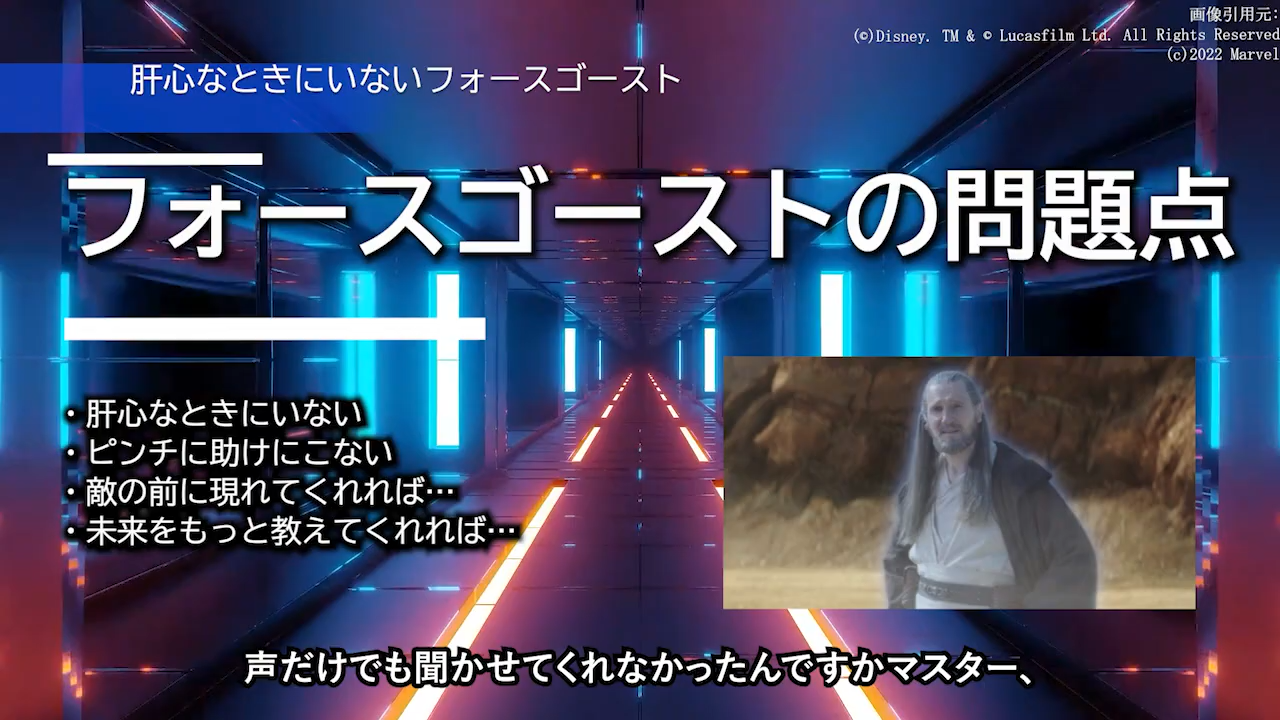 画像引用元:
(©)Disney. TM & © Lucasfilm Ltd. All Rights Reserved
(c)2022 Marvel
肝心なときにいないフォースゴースト
フォースゴーストの問題点
・肝心なときにいない
・ピンチに助けにこない
・敵の前に現れてくれれば…
・未来をもっと教えてくれれば…
声だけでも聞かせてくれなかったんですかマスター、